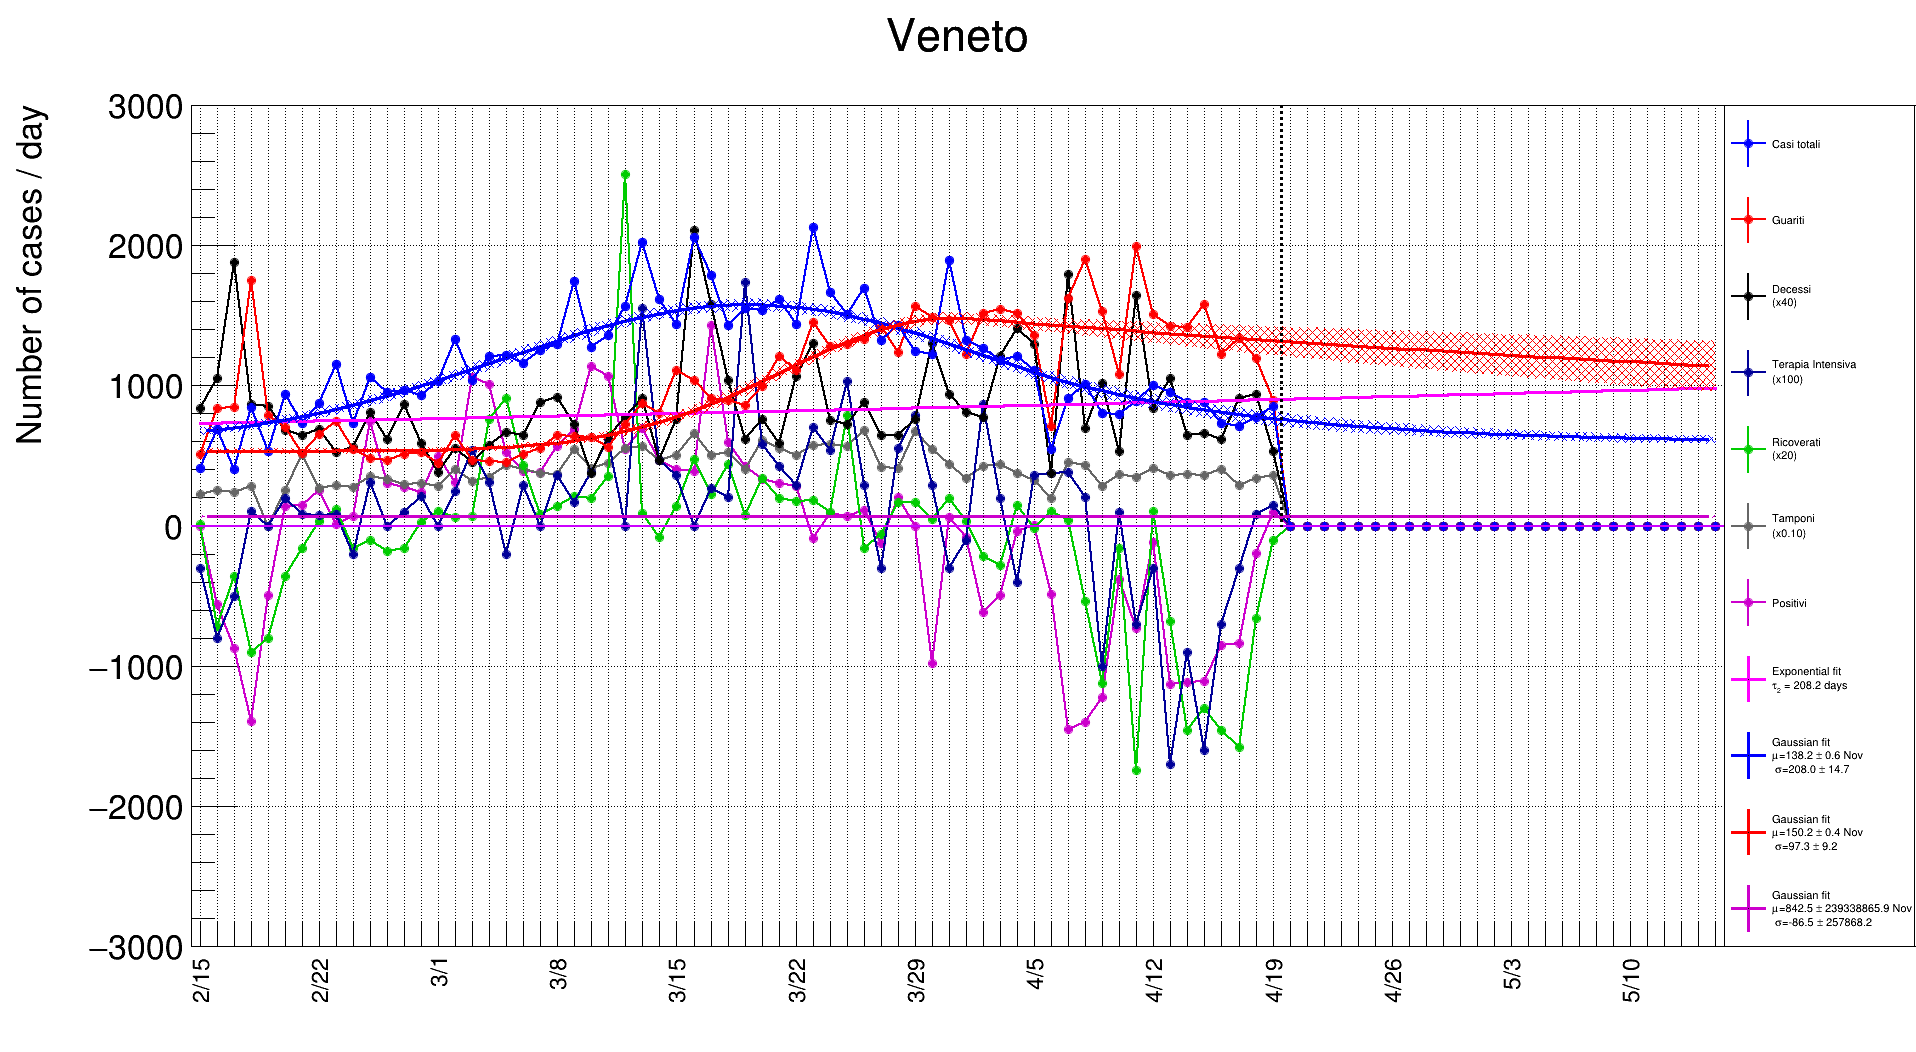 Veneto
Number of cases / day
3000
2000
1000
0
−1000
−2000
−3000
2/15
2/22
3/1
3/8
3/15
3/22
3/29
4/5
4/12
4/19
4/26
5/3
5/10
Casi totali
Guariti
Decessi
(x40)
Terapia Intensiva
(x100)
Ricoverati
(x20)
Tamponi
(x0.10)
Positivi
Exponential fit
τ₂ = 208.2 days
Gaussian fit
μ=138.2 ± 0.6 Nov
σ=208.0 ± 14.7
Gaussian fit
μ=150.2 ± 0.4 Nov
σ=97.3 ± 9.2
Gaussian fit
μ=842.5 ± 239338865.9 Nov
σ=-86.5 ± 257868.2